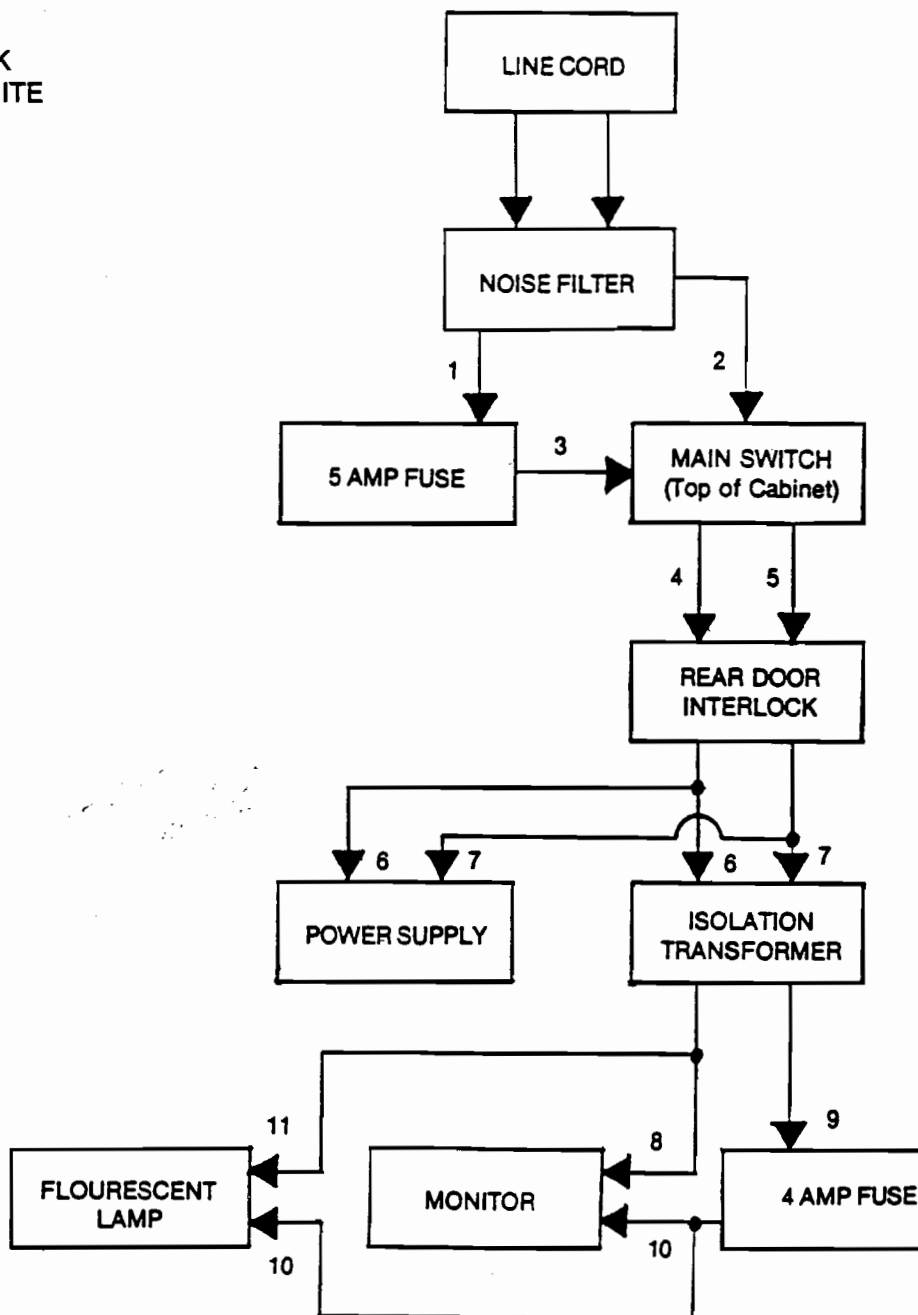 K
ITE
LINE CORD
NOISE FILTER
1
2
5 AMP FUSE
3
MAIN SWITCH
(Top of Cabinet)
4
5
REAR DOOR
INTERLOCK
6
7
6
7
POWER SUPPLY
ISOLATION
TRANSFORMER
11
8
9
FLOURESCENT
LAMP
MONITOR
4 AMP FUSE
10
10